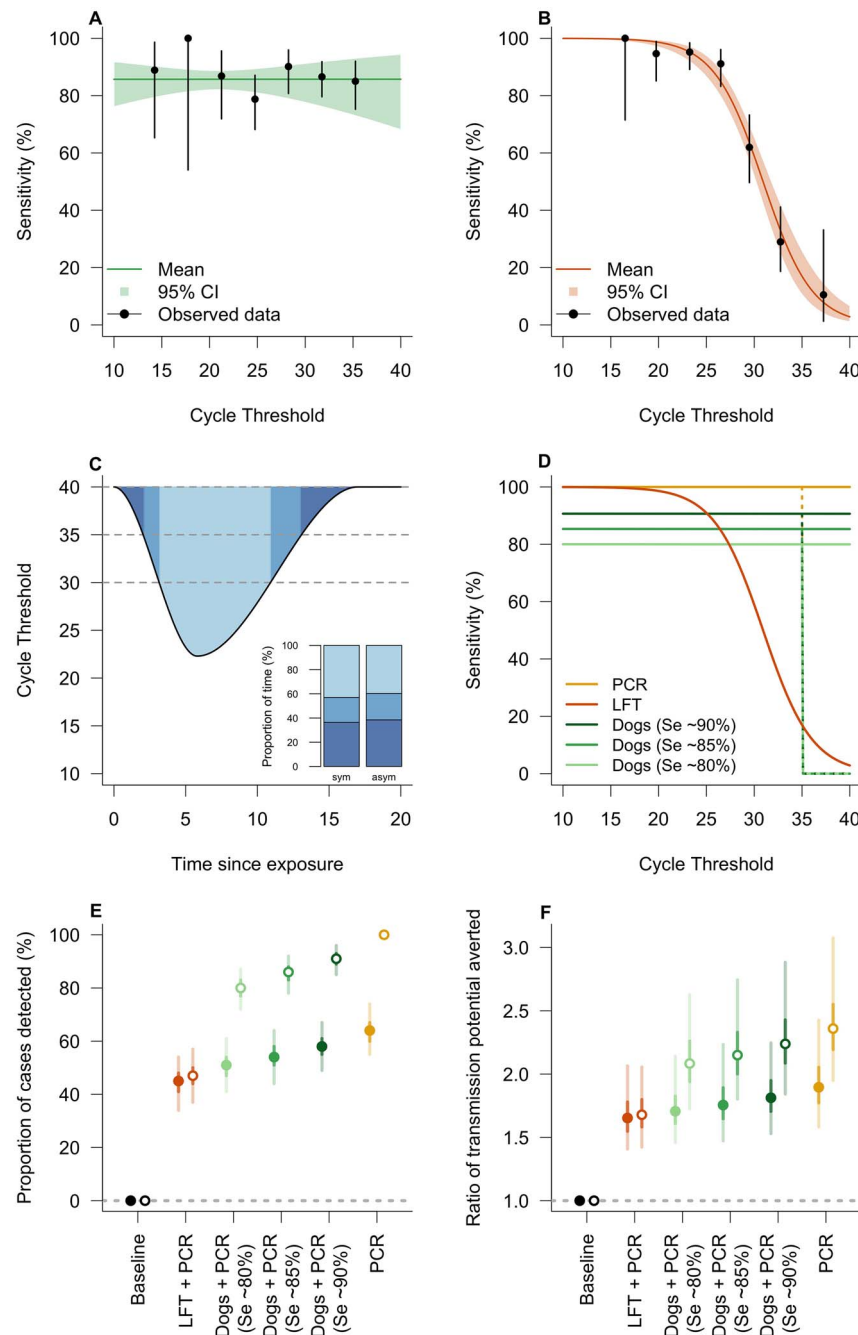 A
100
80
60
40
20
0
Sensitivity (%)
Mean
95% CI
Observed data
10 15 20 25 30 35 40
Cycle Threshold
B
100
80
60
40
20
0
Sensitivity (%)
Mean
95% CI
Observed data
10 15 20 25 30 35 40
Cycle Threshold
C
40
35
30
25
20
15
10
Cycle Threshold
100
80
60
40
20
0
Proportion of time (%)
sym asym
0 5 10 15 20
Time since exposure
D
100
80
60
40
20
0
Sensitivity (%)
PCR
LFT
Dogs (Se ~90%)
Dogs (Se ~85%)
Dogs (Se ~80%)
10 15 20 25 30 35 40
Cycle Threshold
E
100
80
60
40
20
0
Proportion of cases detected (%)
Baseline
LFT + PCR
Dogs + PCR
(Se ~80%)
Dogs + PCR
(Se ~85%)
Dogs + PCR
(Se ~90%)
PCR
F
3.0
2.5
2.0
1.5
1.0
Ratio of transmission potential averted
Baseline
LFT + PCR
Dogs + PCR
(Se ~80%)
Dogs + PCR
(Se ~85%)
Dogs + PCR
(Se ~90%)
PCR